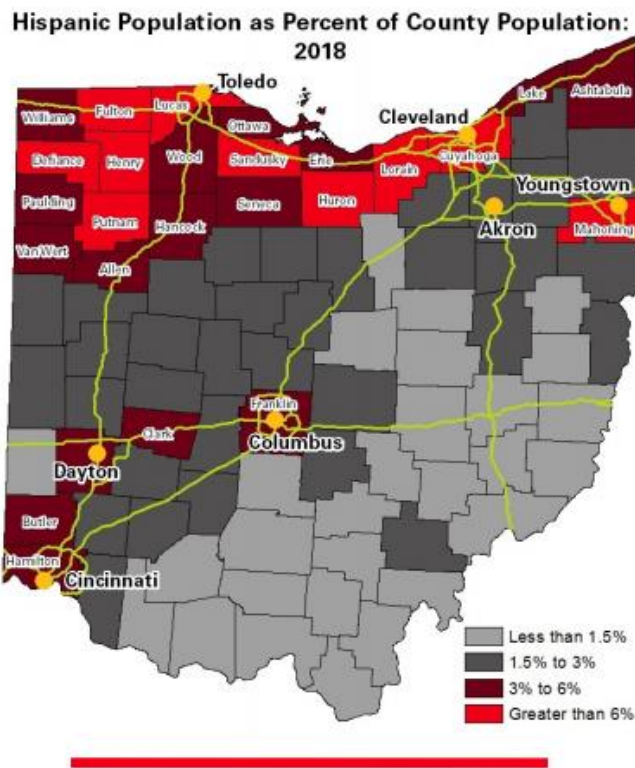 Hispanic Population as Percent of County Population:
2018
Toledo
Ashtabula
Lake
Williams
Fulton
Lucas
Cleveland
Ottawa
Defiance
Henry
Wood
Sandusky
Erie
Cuyahoga
Lorain
Youngstown
Paulding
Putnam
Hancock
Seneca
Huron
Akron
Mahoning
Van Wert
Allen
Franklin
Columbus
Clark
Dayton
Butler
Hamilton
Cincinnati
Less than 1.5%
1.5% to 3%
3% to 6%
Greater than 6%